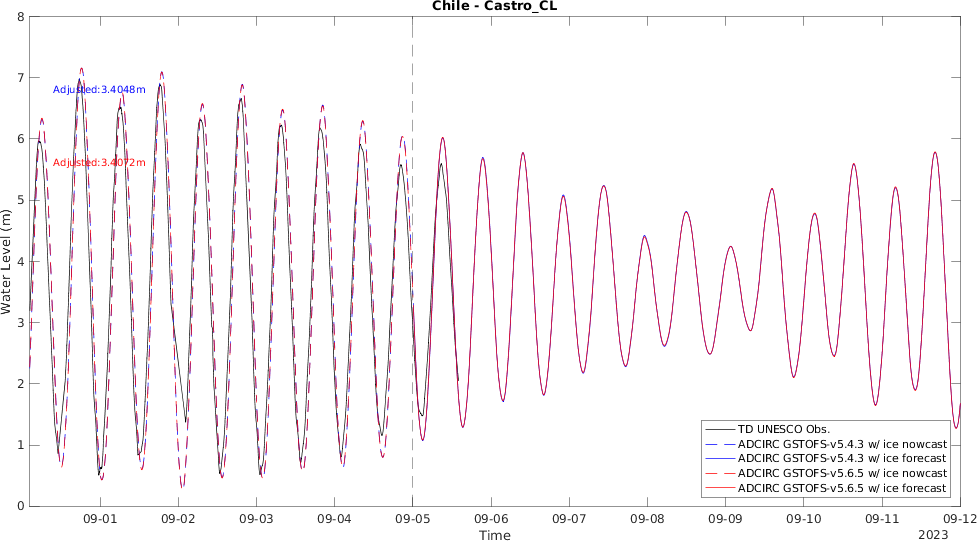 Chile - Castro_CL
8
7
6
5
4
3
2
1
0
Water Level (m)
Adjusted:3.4048m
Adjusted:3.4072m
TD UNESCO Obs.
ADCIRC GSTOFS-v5.4.3 w/ ice nowcast
ADCIRC GSTOFS-v5.4.3 w/ ice forecast
ADCIRC GSTOFS-v5.6.5 w/ ice nowcast
ADCIRC GSTOFS-v5.6.5 w/ ice forecast
09-01 09-02 09-03 09-04 09-05 09-06 09-07 09-08 09-09 09-10 09-11 09-12
Time
2023